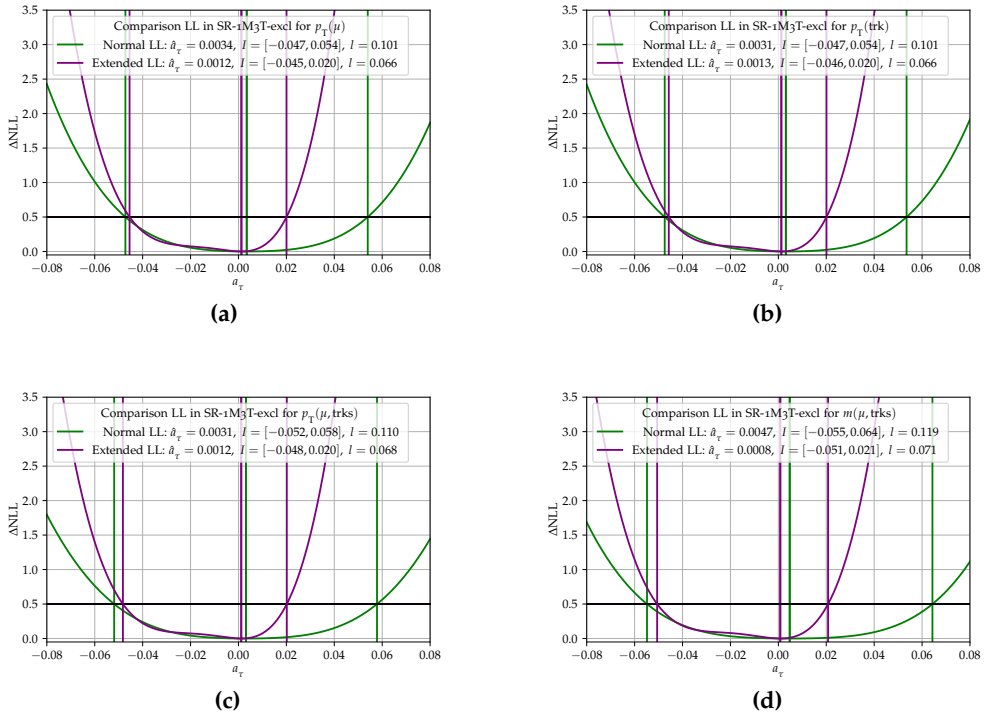 Comparison LL in SR-1M3T-excl for p_T(μ)
Normal LL: â_τ = 0.0034, I = [−0.047, 0.054], l = 0.101
Extended LL: â_τ = 0.0012, I = [−0.045, 0.020], l = 0.066
3.5
3.0
2.5
2.0
1.5
1.0
0.5
0.0
ΔNLL
−0.08 −0.06 −0.04 −0.02 0.00 0.02 0.04 0.06 0.08
a_τ
(a)
Comparison LL in SR-1M3T-excl for p_T(trk)
Normal LL: â_τ = 0.0031, I = [−0.047, 0.054], l = 0.101
Extended LL: â_τ = 0.0013, I = [−0.046, 0.020], l = 0.066
3.5
3.0
2.5
2.0
1.5
1.0
0.5
0.0
ΔNLL
−0.08 −0.06 −0.04 −0.02 0.00 0.02 0.04 0.06 0.08
a_τ
(b)
Comparison LL in SR-1M3T-excl for p_T(μ, trks)
Normal LL: â_τ = 0.0031, I = [−0.052, 0.058], l = 0.110
Extended LL: â_τ = 0.0012, I = [−0.048, 0.020], l = 0.068
3.5
3.0
2.5
2.0
1.5
1.0
0.5
0.0
ΔNLL
−0.08 −0.06 −0.04 −0.02 0.00 0.02 0.04 0.06 0.08
a_τ
(c)
Comparison LL in SR-1M3T-excl for m(μ, trks)
Normal LL: â_τ = 0.0047, I = [−0.055, 0.064], l = 0.119
Extended LL: â_τ = 0.0008, I = [−0.051, 0.021], l = 0.071
3.5
3.0
2.5
2.0
1.5
1.0
0.5
0.0
ΔNLL
−0.08 −0.06 −0.04 −0.02 0.00 0.02 0.04 0.06 0.08
a_τ
(d)